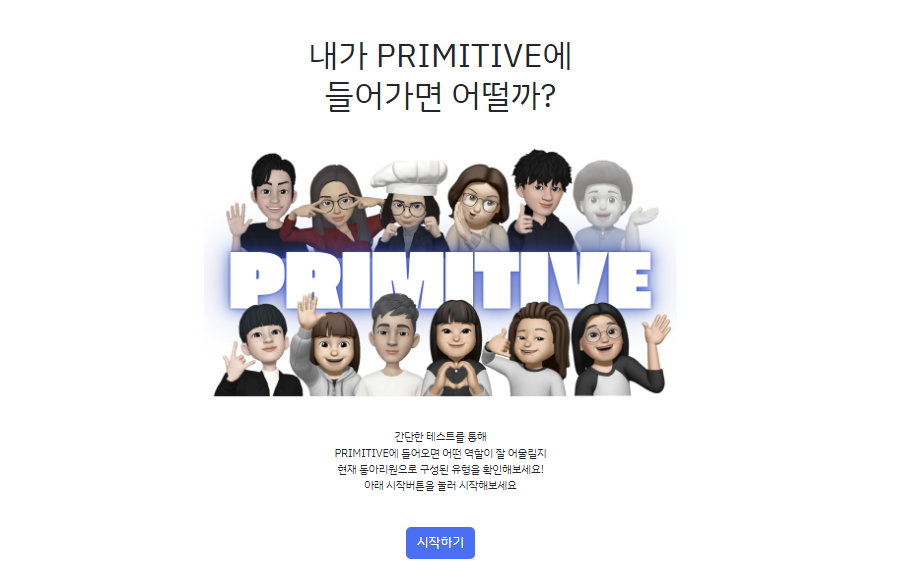 내가 PRIMITIVE에
들어가면 어떨까?
PRIMITIVE
간단한 테스트를 통해
PRIMITIVE에 들어오면 어떤 역할이 잘 어울릴지
현재 동아리원으로 구성된 유형을 확인해보세요!
아래 시작버튼을 눌러 시작해보세요
시작하기